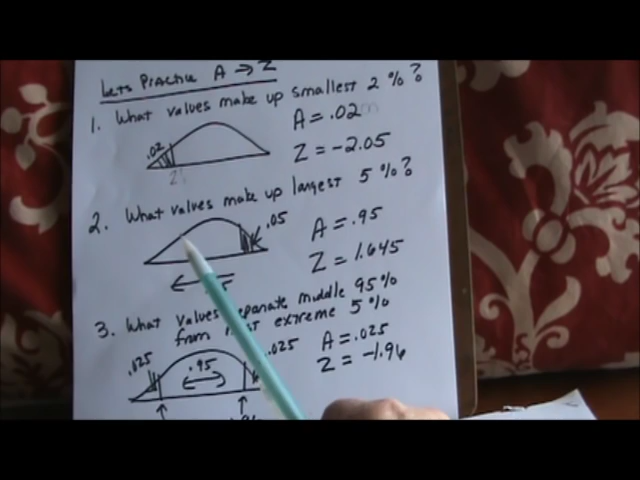 Lets Practice A → Z
1. What values make up smallest 2 %?
.02
A = .02
Z = -2.05
2. What values make up largest 5 %?
.05
A = .95
Z = 1.645
3. What values separate middle 95%
from most extreme 5%
.025
.95
.025
A = .025
Z = -1.96